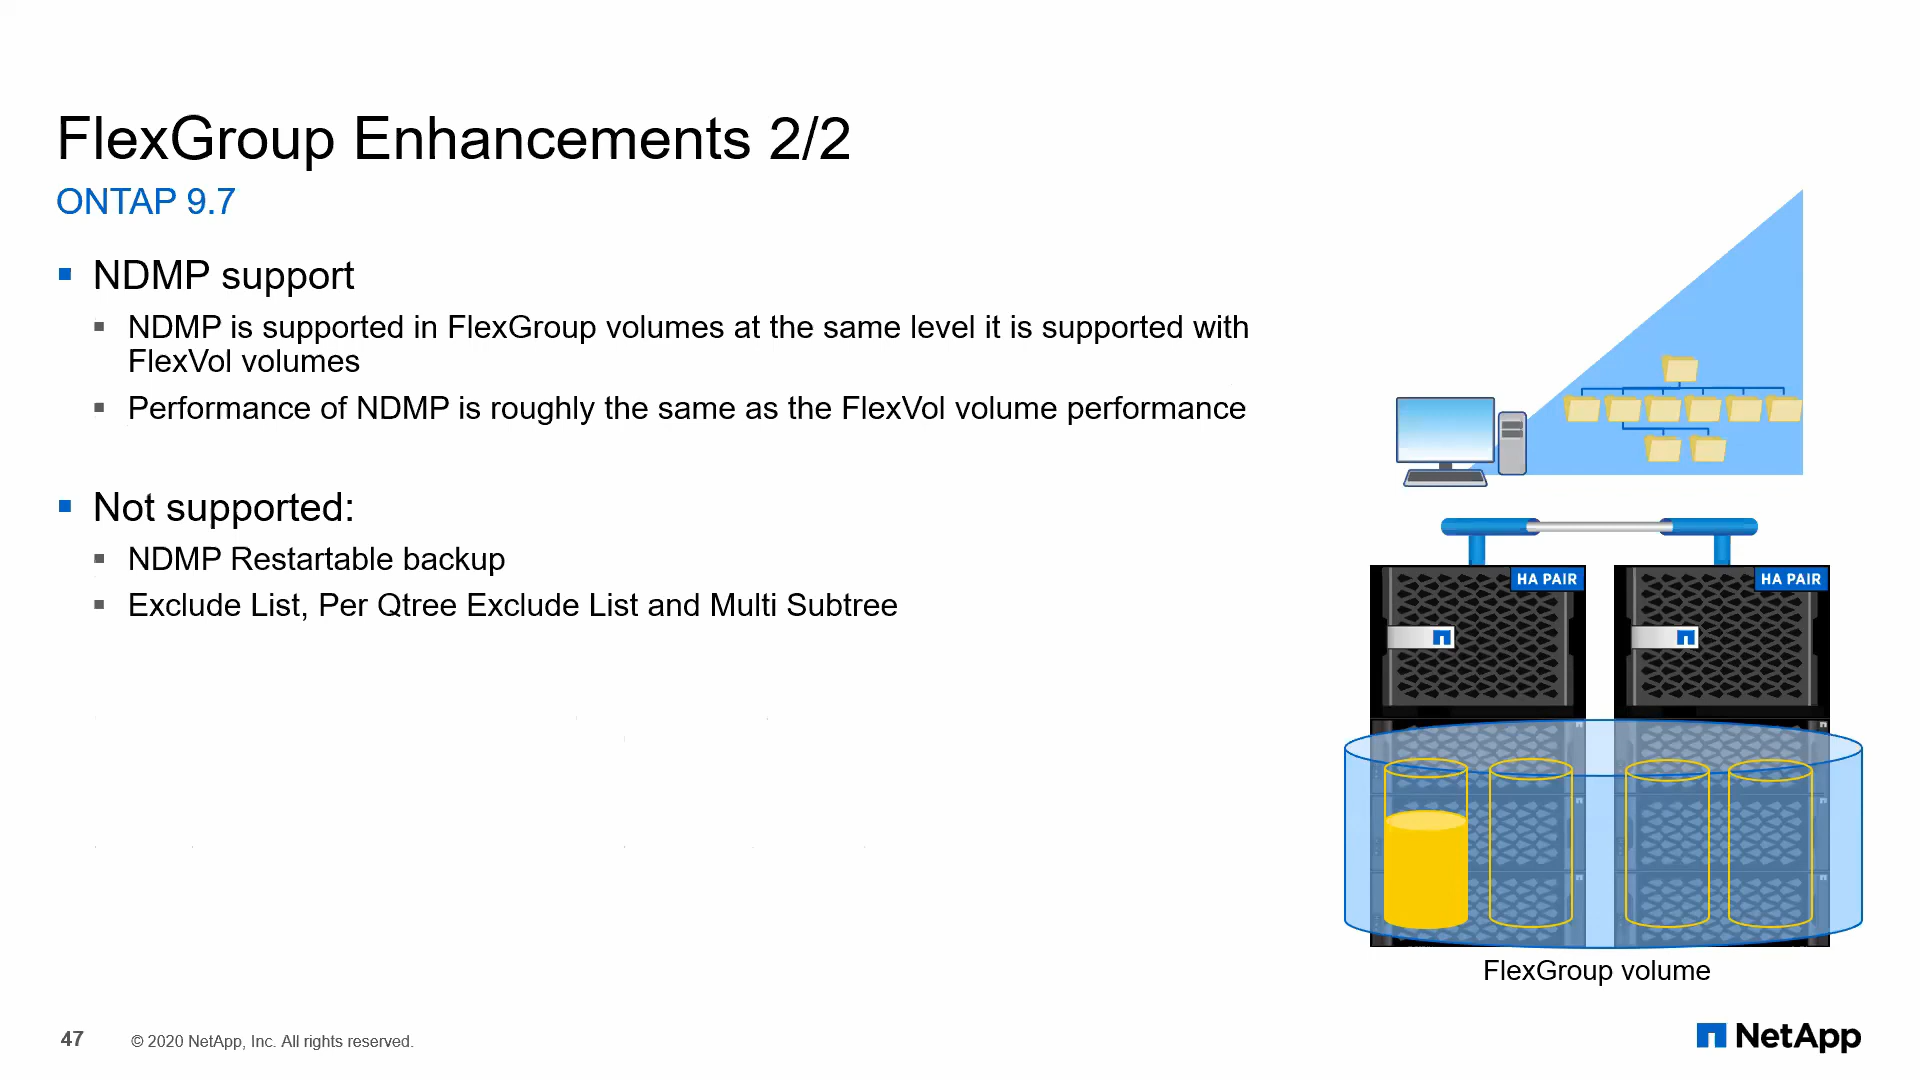 FlexGroup Enhancements 2/2
ONTAP 9.7
NDMP support
NDMP is supported in FlexGroup volumes at the same level it is supported with
FlexVol volumes
Performance of NDMP is roughly the same as the FlexVol volume performance
Not supported:
NDMP Restartable backup
Exclude List, Per Qtree Exclude List and Multi Subtree
HA PAIR
HA PAIR
FlexGroup volume
47
© 2020 NetApp, Inc. All rights reserved.
NetApp